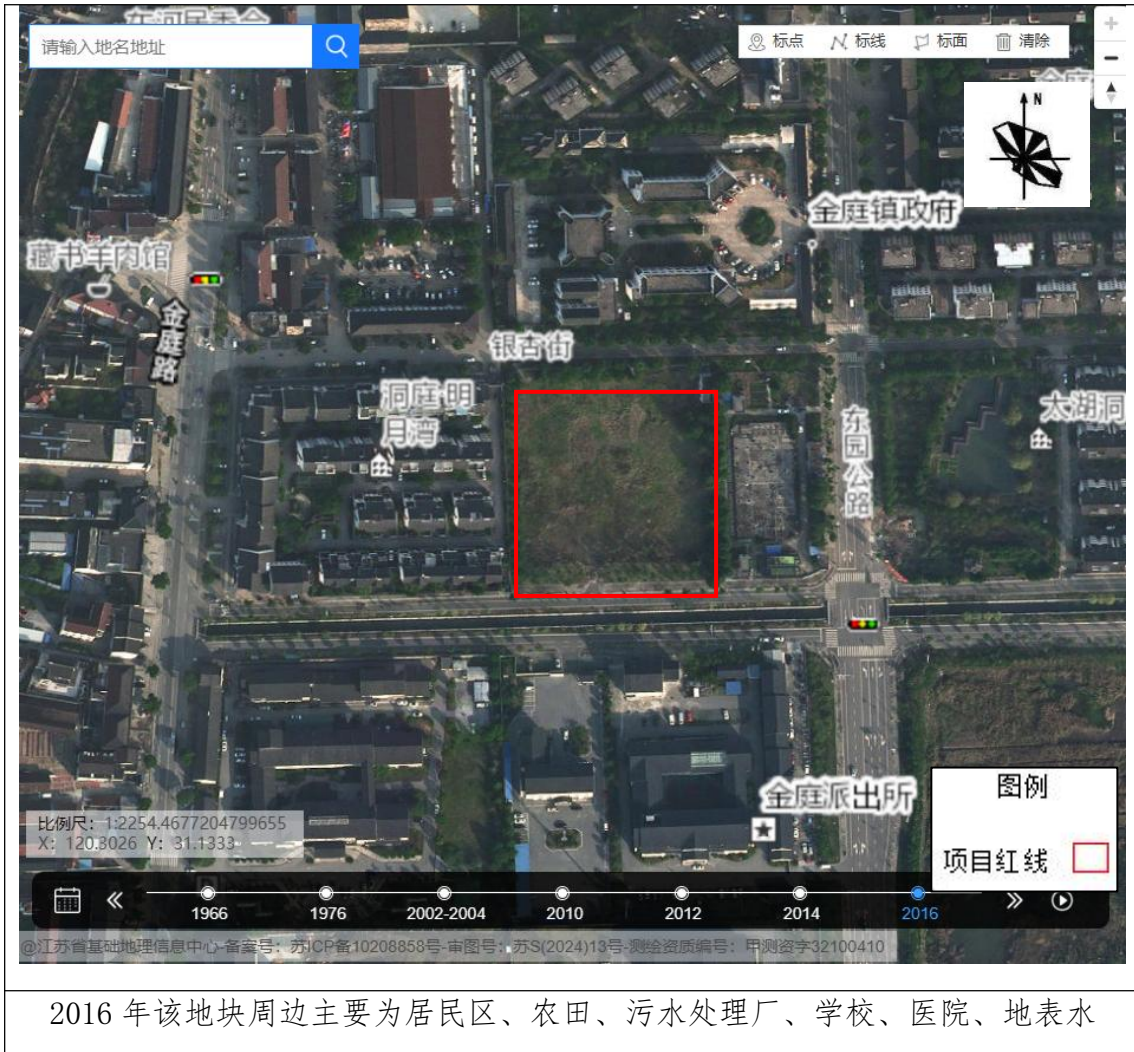 东河居委会
请输入地名地址
标点 标线 标面 清除
N
金庭镇政府
藏书羊肉馆
金庭路
银杏街
洞庭·明
月湾
东园公路
太湖洞
金庭派出所
图例
项目红线
比例尺：1:2254.4677204799655
X：120.3026 Y：31.1333
1966 1976 2002-2004 2010 2012 2014 2016
@江苏省基础地理信息中心-备案号：苏ICP备10208858号-审图号：苏S(2024)13号-测绘资质编号：甲测资字32100410
2016 年该地块周边主要为居民区、农田、污水处理厂、学校、医院、地表水